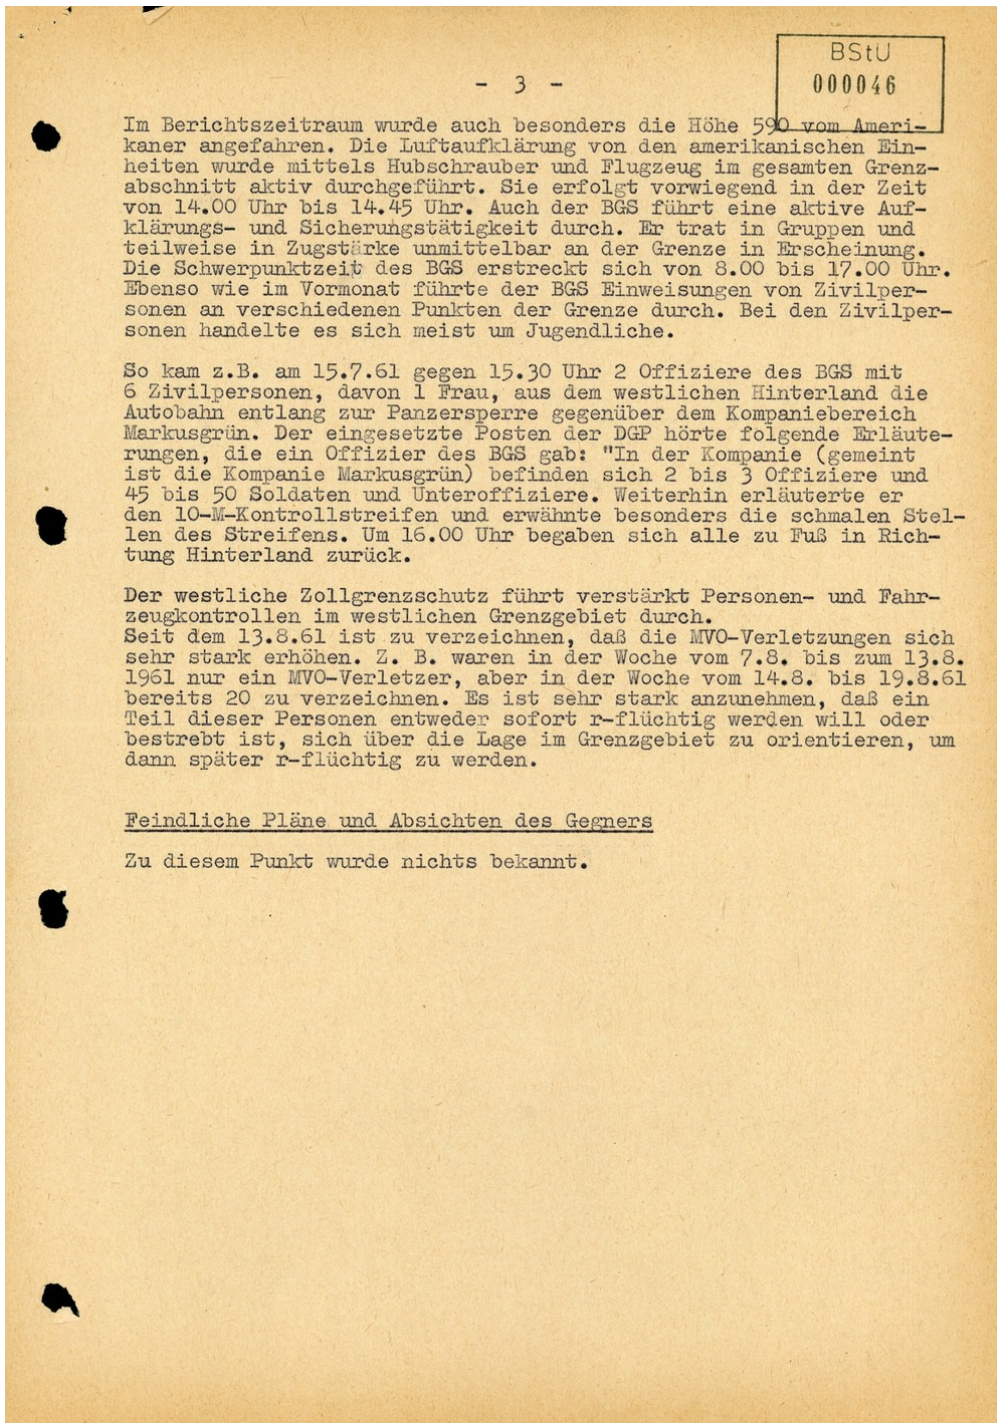 BStU
000046
- 3 -
Im Berichtszeitraum wurde auch besonders die Höhe 590 vom Ameri-
kaner angefahren. Die Luftaufklärung von den amerikanischen Ein-
heiten wurde mittels Hubschrauber und Flugzeug im gesamten Grenz-
abschnitt aktiv durchgeführt. Sie erfolgt vorwiegend in der Zeit
von 14.00 Uhr bis 14.45 Uhr. Auch der BGS führt eine aktive Auf-
klärungs- und Sicherungstätigkeit durch. Er trat in Gruppen und
teilweise in Zugstärke unmittelbar an der Grenze in Erscheinung.
Die Schwerpunktzeit des BGS erstreckt sich von 8.00 bis 17.00 Uhr.
Ebenso wie im Vormonat führte der BGS Einweisungen von Zivilper-
sonen an verschiedenen Punkten der Grenze durch. Bei den Zivilper-
sonen handelte es sich meist um Jugendliche.
So kam z.B. am 15.7.61 gegen 15.30 Uhr 2 Offiziere des BGS mit
6 Zivilpersonen, davon 1 Frau, aus dem westlichen Hinterland die
Autobahn entlang zur Panzersperre gegenüber dem Kompaniebereich
Markusgrün. Der eingesetzte Posten der DGP hörte folgende Erläute-
rungen, die ein Offizier des BGS gab: "In der Kompanie (gemeint
ist die Kompanie Markusgrün) befinden sich 2 bis 3 Offiziere und
45 bis 50 Soldaten und Unteroffiziere. Weiterhin erläuterte er
den 10-M-Kontrollstreifen und erwähnte besonders die schmalen Stel-
len des Streifens. Um 16.00 Uhr begaben sich alle zu Fuß in Rich-
tung Hinterland zurück.
Der westliche Zollgrenzschutz führt verstärkt Personen- und Fahr-
zeugkontrollen im westlichen Grenzgebiet durch.
Seit dem 13.8.61 ist zu verzeichnen, daß die MVO-Verletzungen sich
sehr stark erhöhen. Z. B. waren in der Woche vom 7.8. bis zum 13.8.
1961 nur ein MVO-Verletzer, aber in der Woche vom 14.8. bis 19.8.61
bereits 20 zu verzeichnen. Es ist sehr stark anzunehmen, daß ein
Teil dieser Personen entweder sofort r-flüchtig werden will oder
bestrebt ist, sich über die Lage im Grenzgebiet zu orientieren, um
dann später r-flüchtig zu werden.
Feindliche Pläne und Absichten des Gegners
Zu diesem Punkt wurde nichts bekannt.